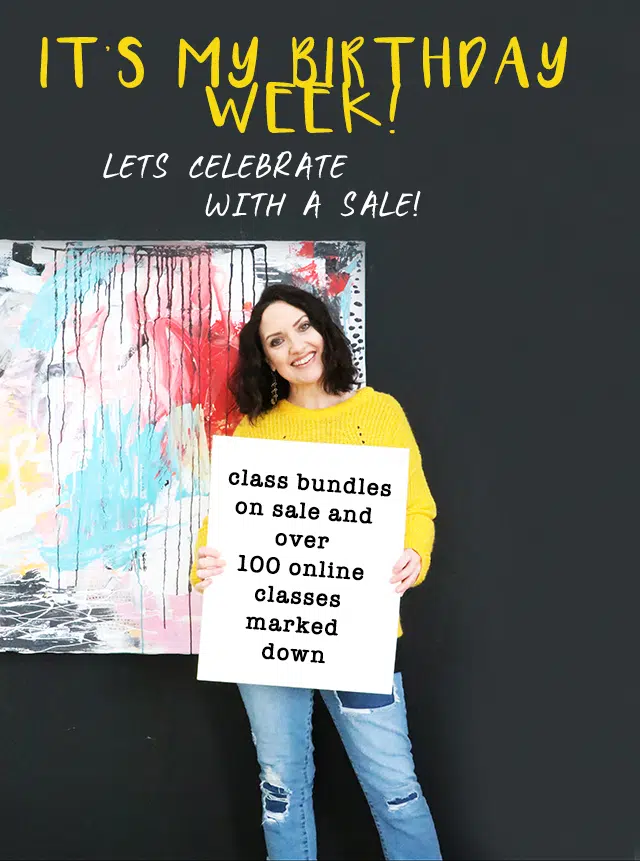 IT'S MY BIRTHDAY
WEEK!
LETS CELEBRATE
WITH A SALE!
class bundles
on sale and
over
100 online
classes
marked
down